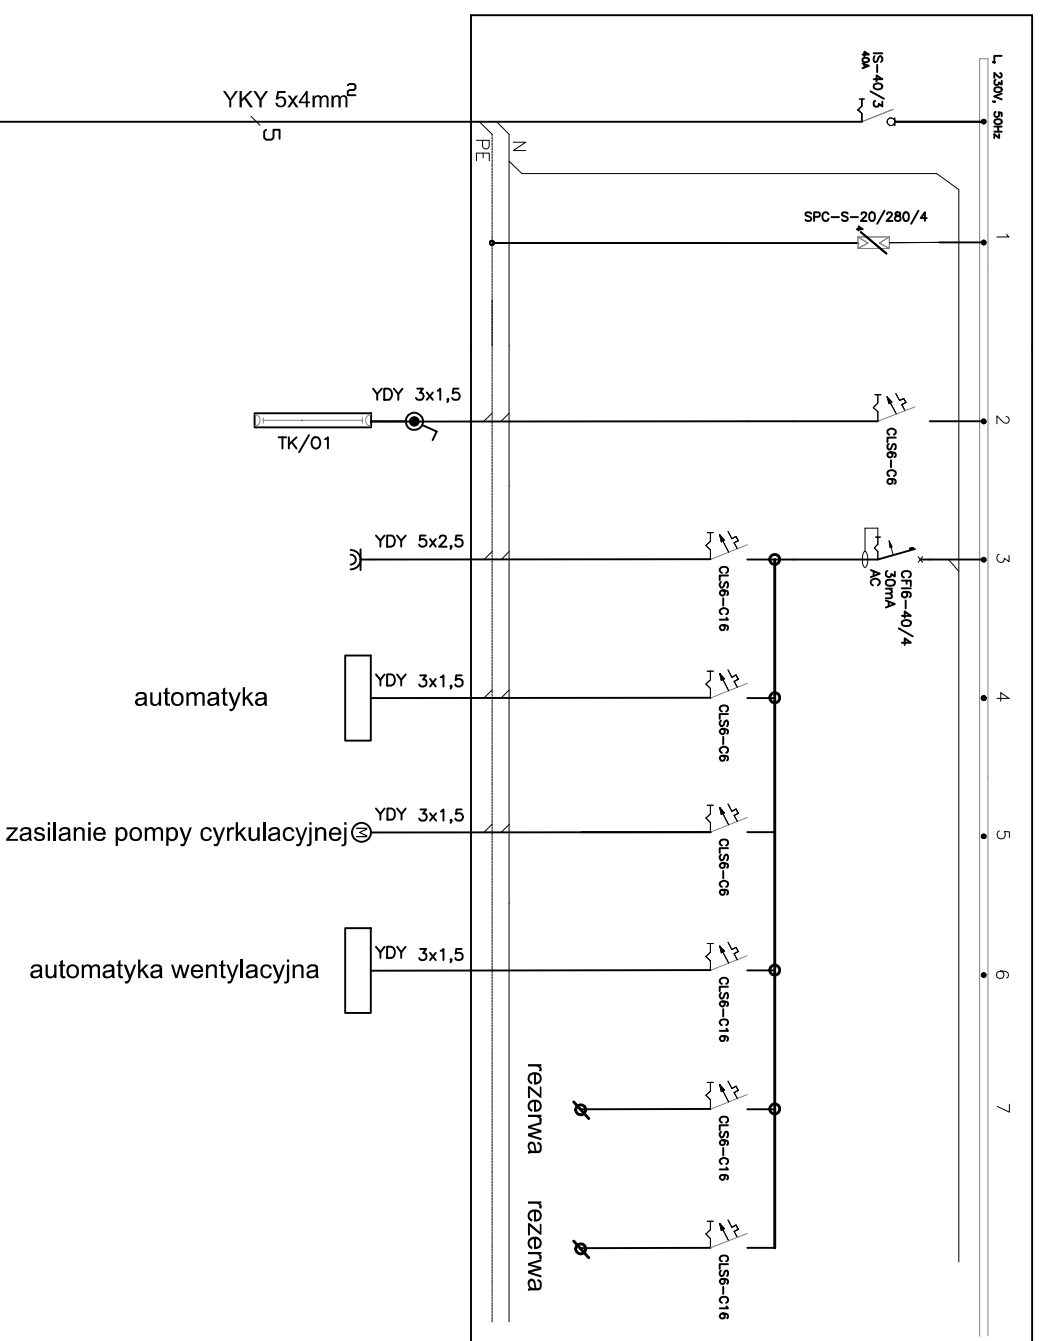 L, 230V, 50Hz
IS-40/3
40A
YKY 5x4mm²
5
PE
N
SPC-S-20/280/4
4
1
YDY 3x1,5
TK/01
CLS6-C6
2
YDY 5x2,5
CLS6-C16
CFI6-40/4
30mA
AC
3
automatyka
YDY 3x1,5
CLS6-C6
4
zasilanie pompy cyrkulacyjnej
M
YDY 3x1,5
CLS6-C6
5
automatyka wentylacyjna
YDY 3x1,5
CLS6-C16
6
rezerwa
CLS6-C16
7
rezerwa
CLS6-C16